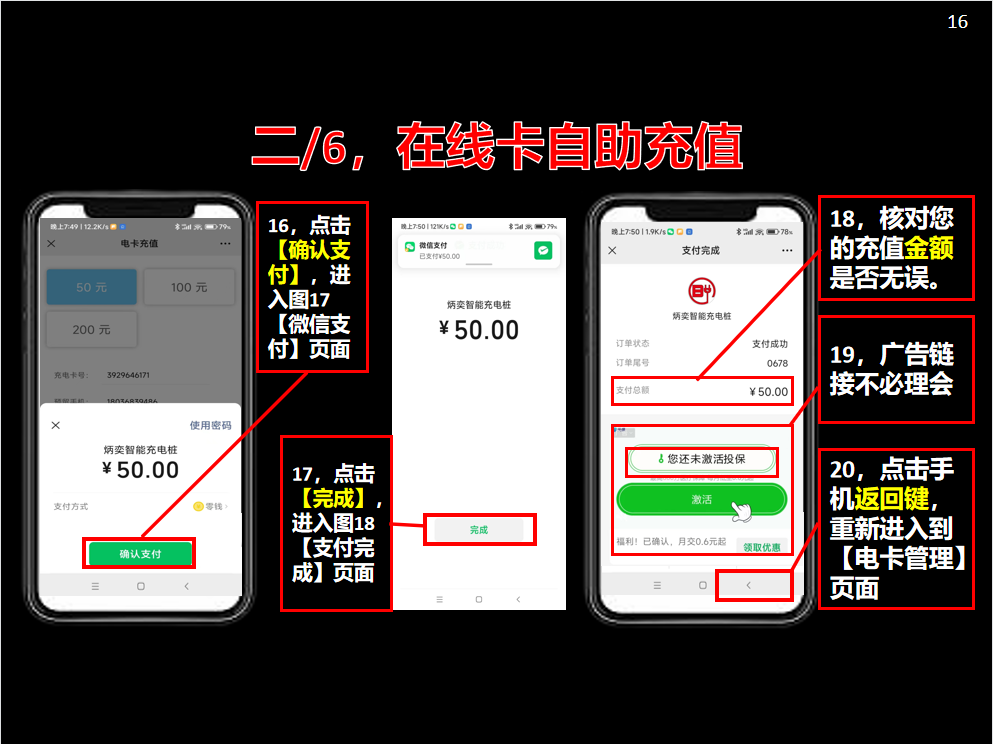 16
二/6，在线卡自助充值
晚上7:49 | 12.2K/s
79%
电卡充值
50 元
100 元
200 元
充电卡号：
3929646171
18036839486
使用密码
炳奕智能充电桩
¥50.00
支付方式
零钱
确认支付
16，点击
【确认支
付】，进
入图17
【微信支
付】页面
17，点击
【完成】，
进入图18
【支付完
成】页面
晚上7:50 | 121K/s
79%
微信支付
已支付¥50.00
炳奕智能充电桩
¥50.00
完成
晚上7:50 | 1.9K/s
78%
支付完成
炳奕智能充电桩
订单状态
支付成功
订单尾号
0678
支付总额
¥50.00
您还未激活投保
激活
福利！已确认，月交0.6元起
领取优惠
18，核对您
的充值金额
是否无误。
19，广告链
接不必理会
20，点击手
机返回键，
重新进入到
【电卡管理】
页面